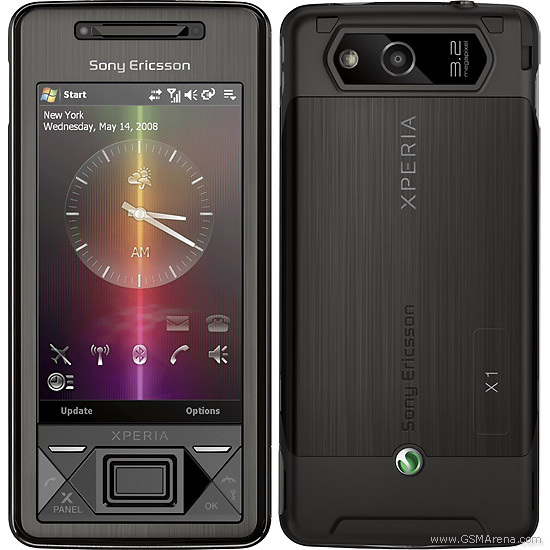 Sony Ericsson
Start
New York
Wednesday, May 14, 2008
AM
Update
Options
XPERIA
X
PANEL
OK
3.2
megapixel
XPERIA
Sony Ericsson
X1
www.GSMArena.com